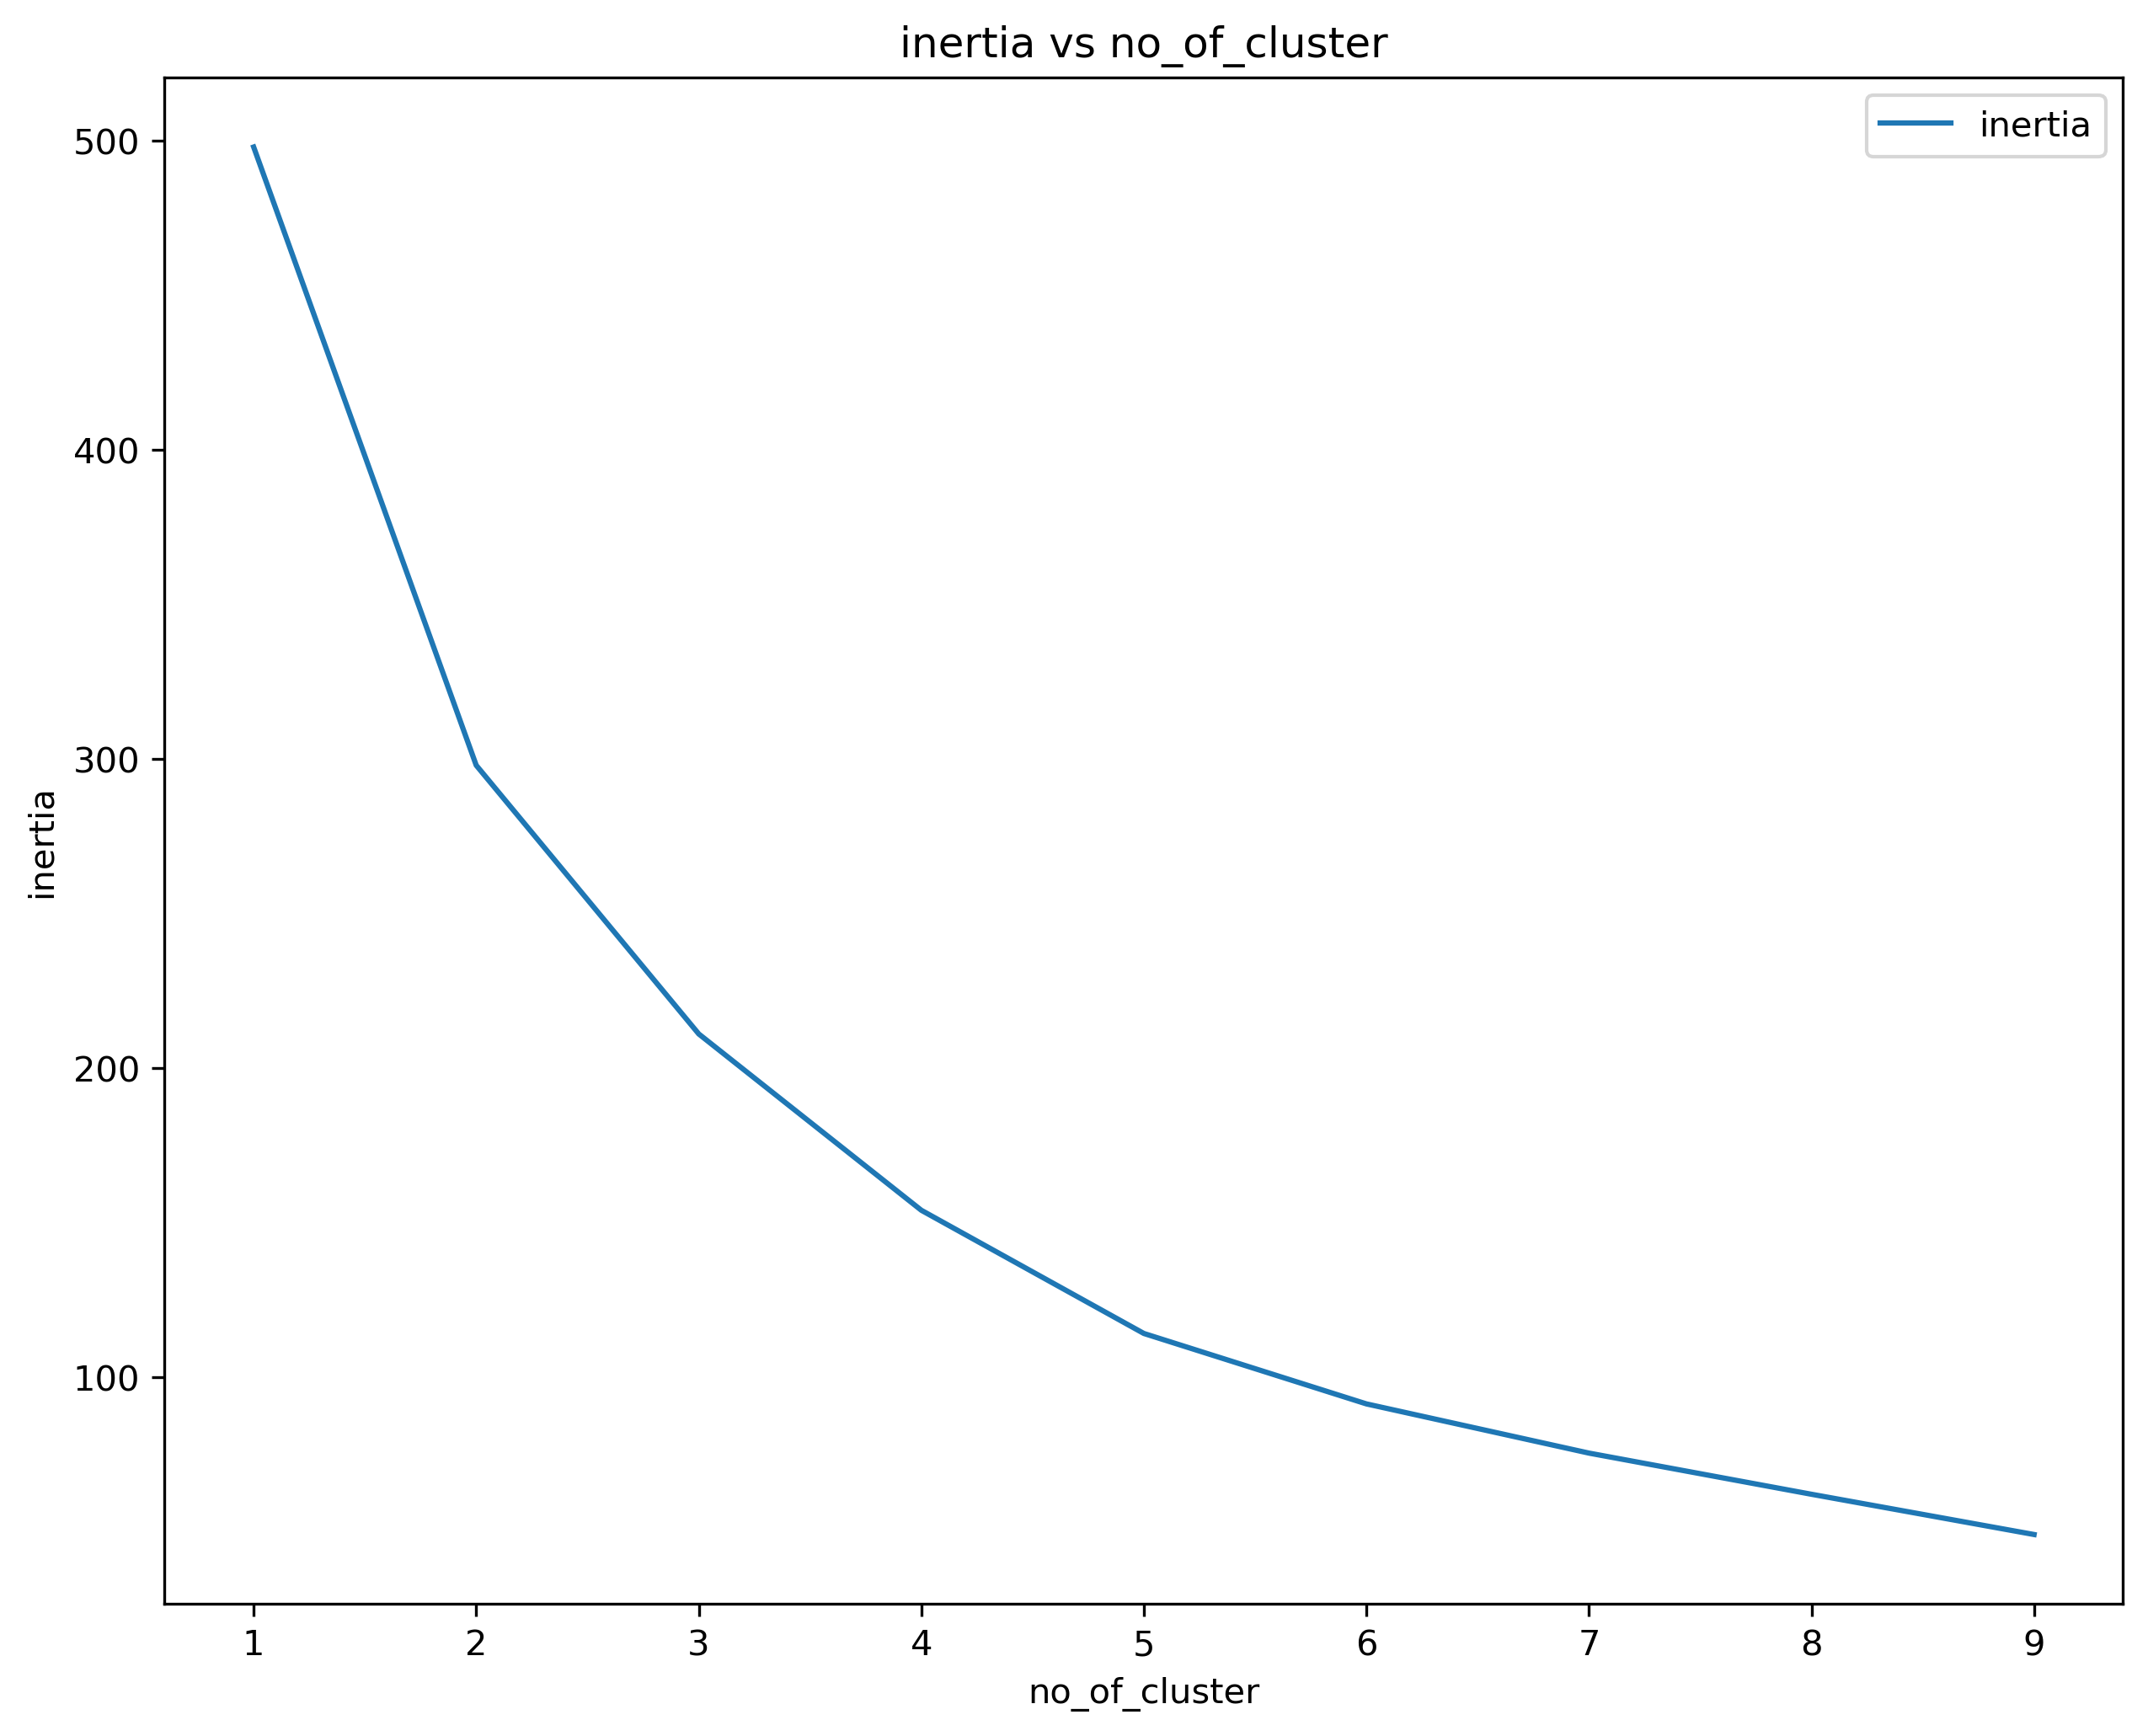 inertia vs no_of_cluster
inertia
500
400
300
200
100
inertia
1 2 3 4 5 6 7 8 9
no_of_cluster